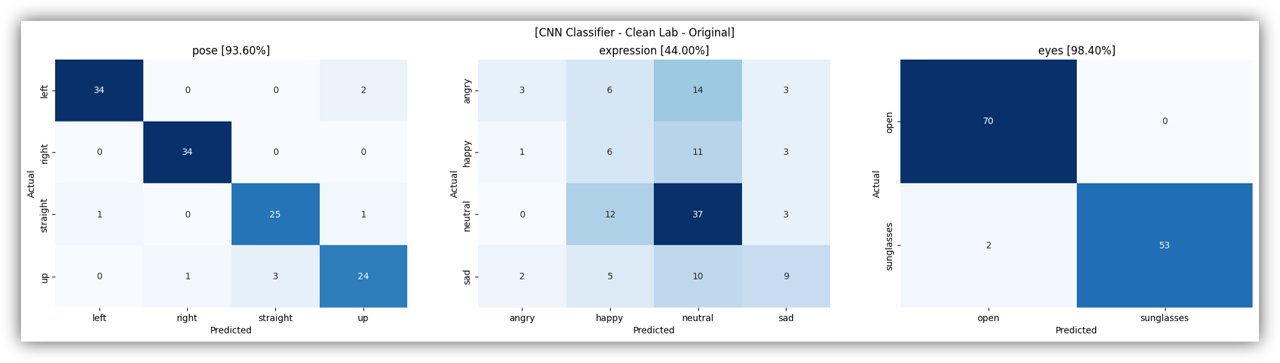 [CNN Classifier - Clean Lab - Original]
pose [93.60%]
left 34 0 0 2
right 0 34 0 0
straight 1 0 25 1
up 0 1 3 24
left right straight up
Actual
Predicted
expression [44.00%]
angry 3 6 14 3
happy 1 6 11 3
neutral 0 12 37 3
sad 2 5 10 9
angry happy neutral sad
Actual
Predicted
eyes [98.40%]
open 70 0
sunglasses 2 53
open sunglasses
Actual
Predicted